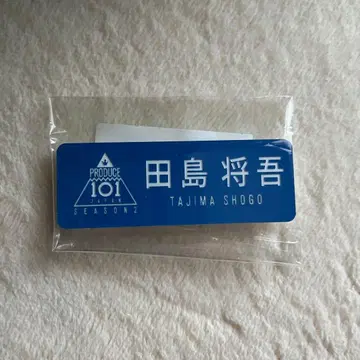 PRODUCE
101
JAPAN
SEASON2
田島 将吾
TAJIMA SHOGO